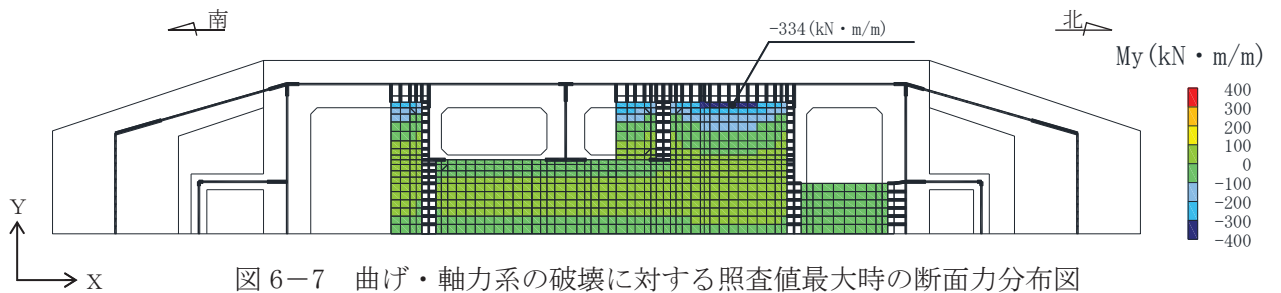 南
北
-334(kN・m/m)
My(kN・m/m)
400
300
200
100
0
-100
-200
-300
-400
Y
X
図6-7 曲げ・軸力系の破壊に対する照査値最大時の断面力分布図